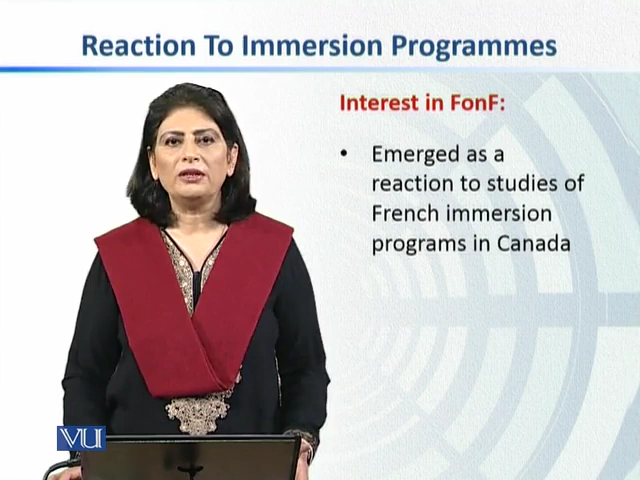 Reaction To Immersion Programmes
Interest in FonF:
• Emerged as a
reaction to studies of
French immersion
programs in Canada
VU